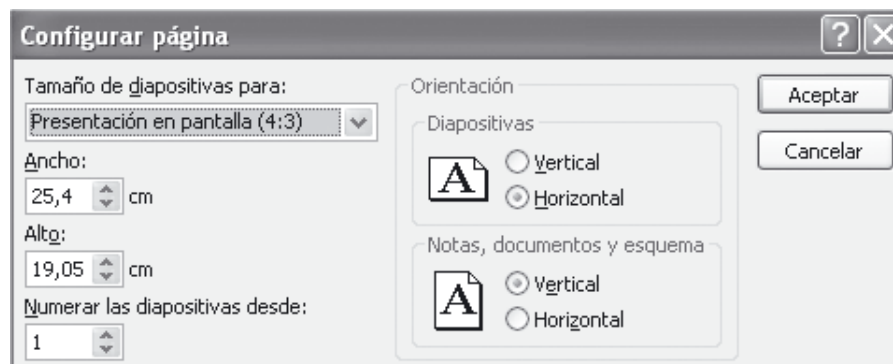 Configurar página
Tamaño de diapositivas para:
Presentación en pantalla (4:3)
Ancho:
25,4 cm
Alto:
19,05 cm
Numerar las diapositivas desde:
1
Orientación
Diapositivas
A
Vertical
Horizontal
Notas, documentos y esquema
A
Vertical
Horizontal
Aceptar
Cancelar